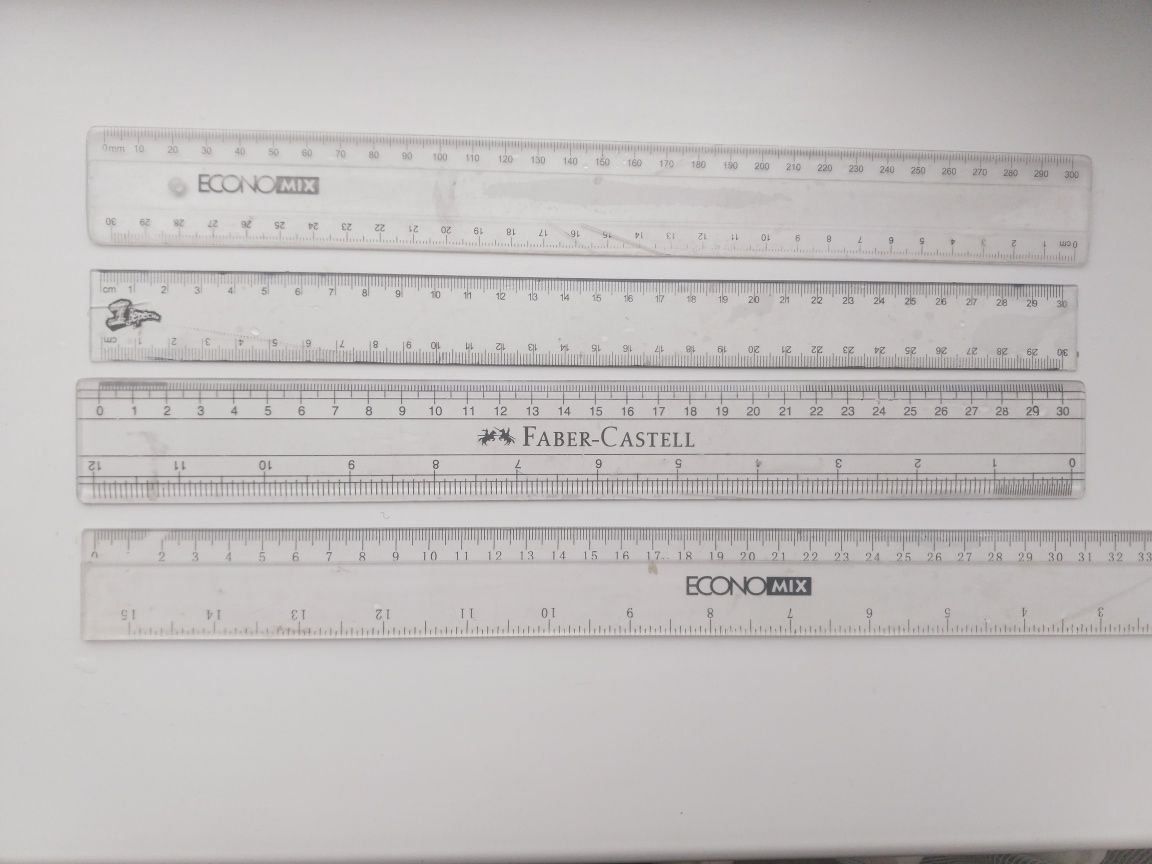 0 mm 10 20 30 40 50 60 70 80 90 100 110 120 130 140 150 160 170 180 190 200 210 220 230 240 250 260 270 280 290 300
ECONOMIX
0 cm 1 2 3 4 5 6 7 8 9 10 11 12 13 14 15 16 17 18 19 20 21 22 23 24 25 26 27 28 29 30
cm 1 2 3 4 5 6 7 8 9 10 11 12 13 14 15 16 17 18 19 20 21 22 23 24 25 26 27 28 29 30
cm 1 2 3 4 5 6 7 8 9 10 11 12 13 14 15 16 17 18 19 20 21 22 23 24 25 26 27 28 29 30
0 1 2 3 4 5 6 7 8 9 10 11 12 13 14 15 16 17 18 19 20 21 22 23 24 25 26 27 28 29 30
FABER-CASTELL
0 1 2 3 4 5 6 7 8 9 10 11 12
2 3 4 5 6 7 8 9 10 11 12 13 14 15 16 17 18 19 20 21 22 23 24 25 26 27 28 29 30 31 32 33
ECONOMIX
3 4 5 6 7 8 9 10 11 12 13 14 15